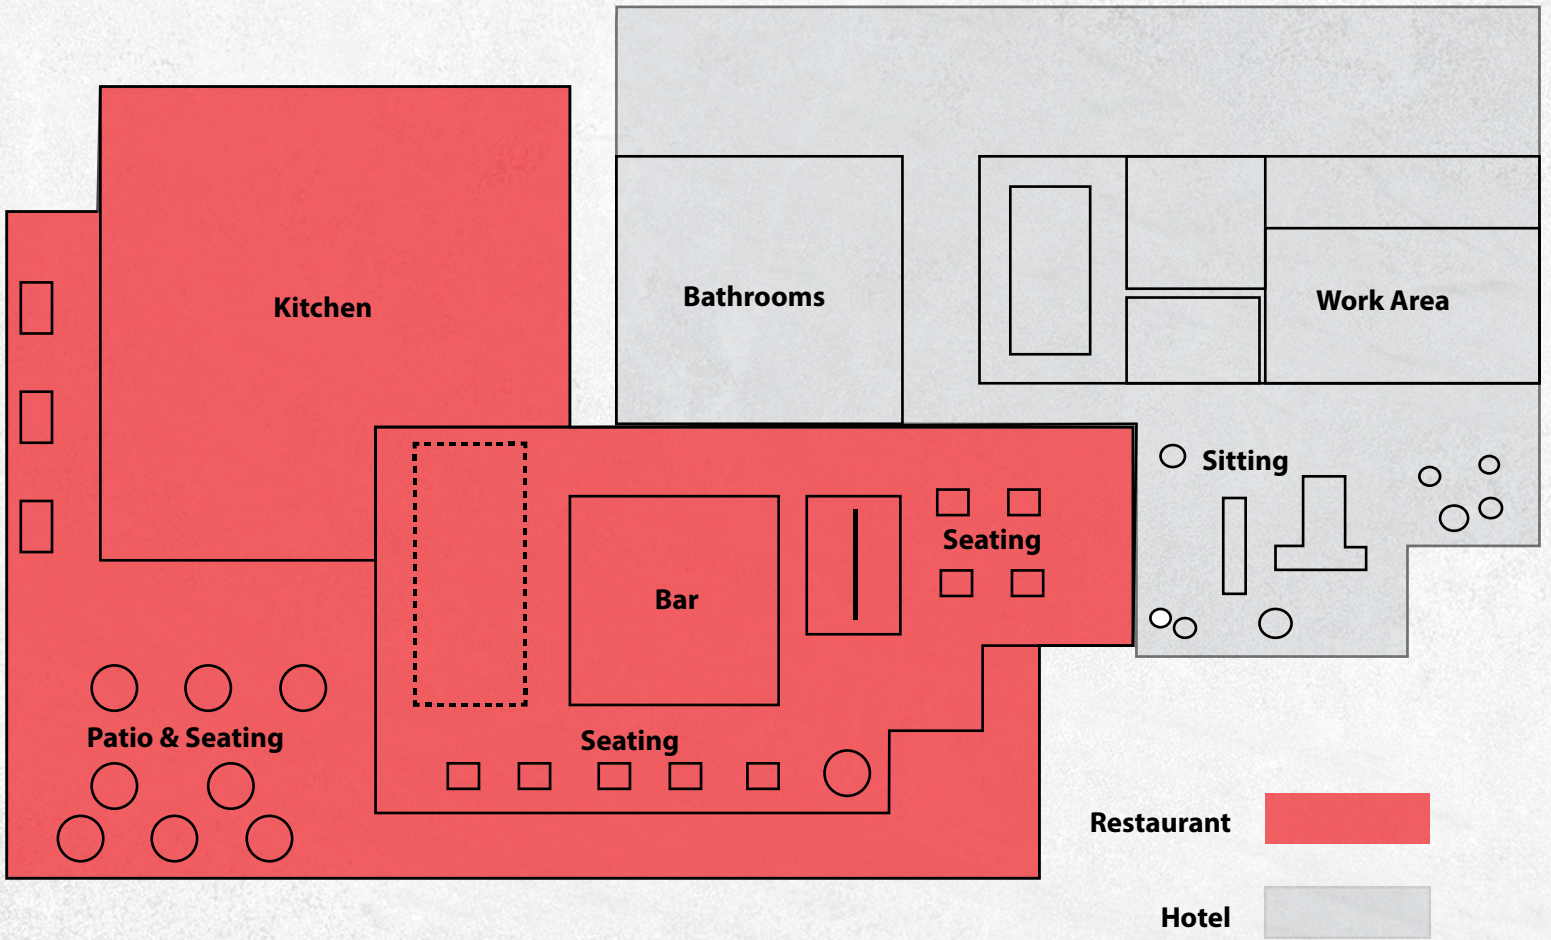 Kitchen
Bathrooms
Work Area
Sitting
Seating
Bar
Patio & Seating
Seating
Restaurant
Hotel